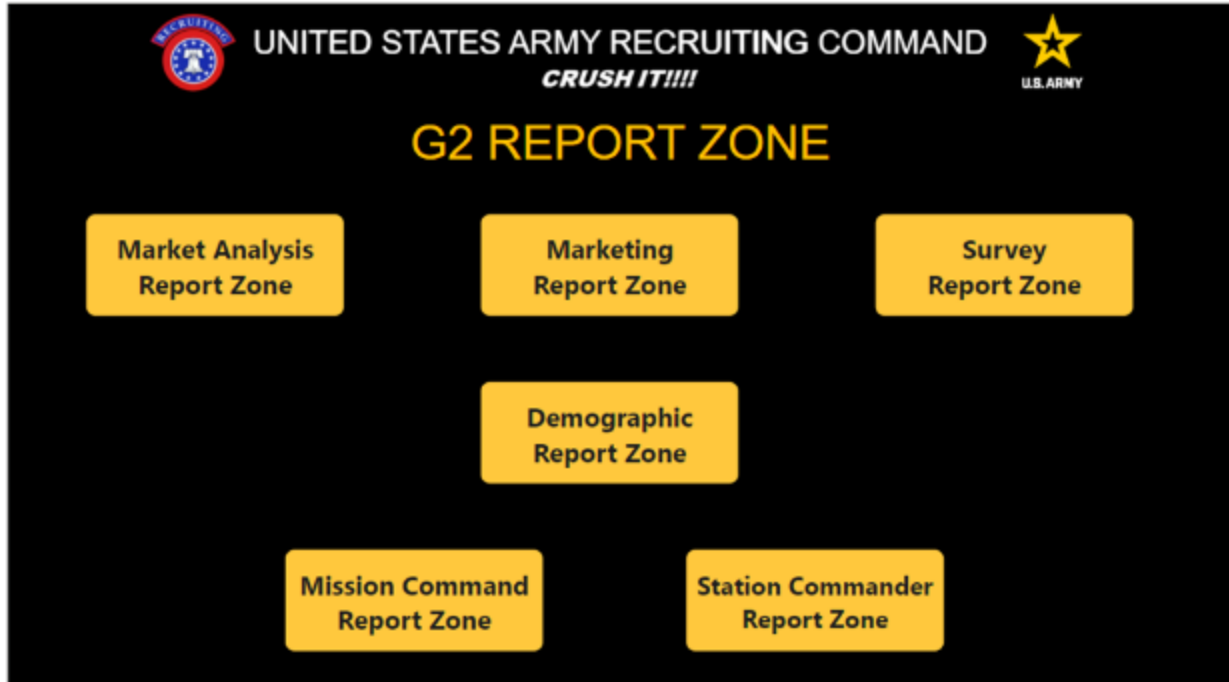 RECRUITING
UNITED STATES ARMY RECRUITING COMMAND
CRUSH IT!!!!
U.S. ARMY
G2 REPORT ZONE
Market Analysis
Report Zone
Marketing
Report Zone
Survey
Report Zone
Demographic
Report Zone
Mission Command
Report Zone
Station Commander
Report Zone